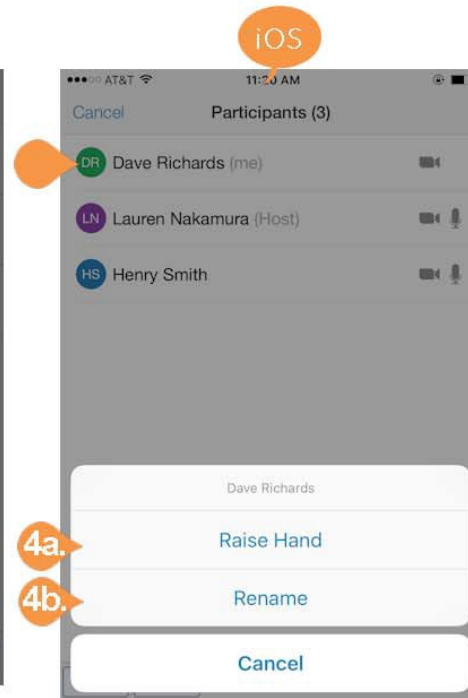 iOS
AT&T 11:20 AM
Cancel Participants (3)
DR Dave Richards (me)
LN Lauren Nakamura (Host)
HS Henry Smith
Dave Richards
4a. Raise Hand
4b. Rename
Cancel